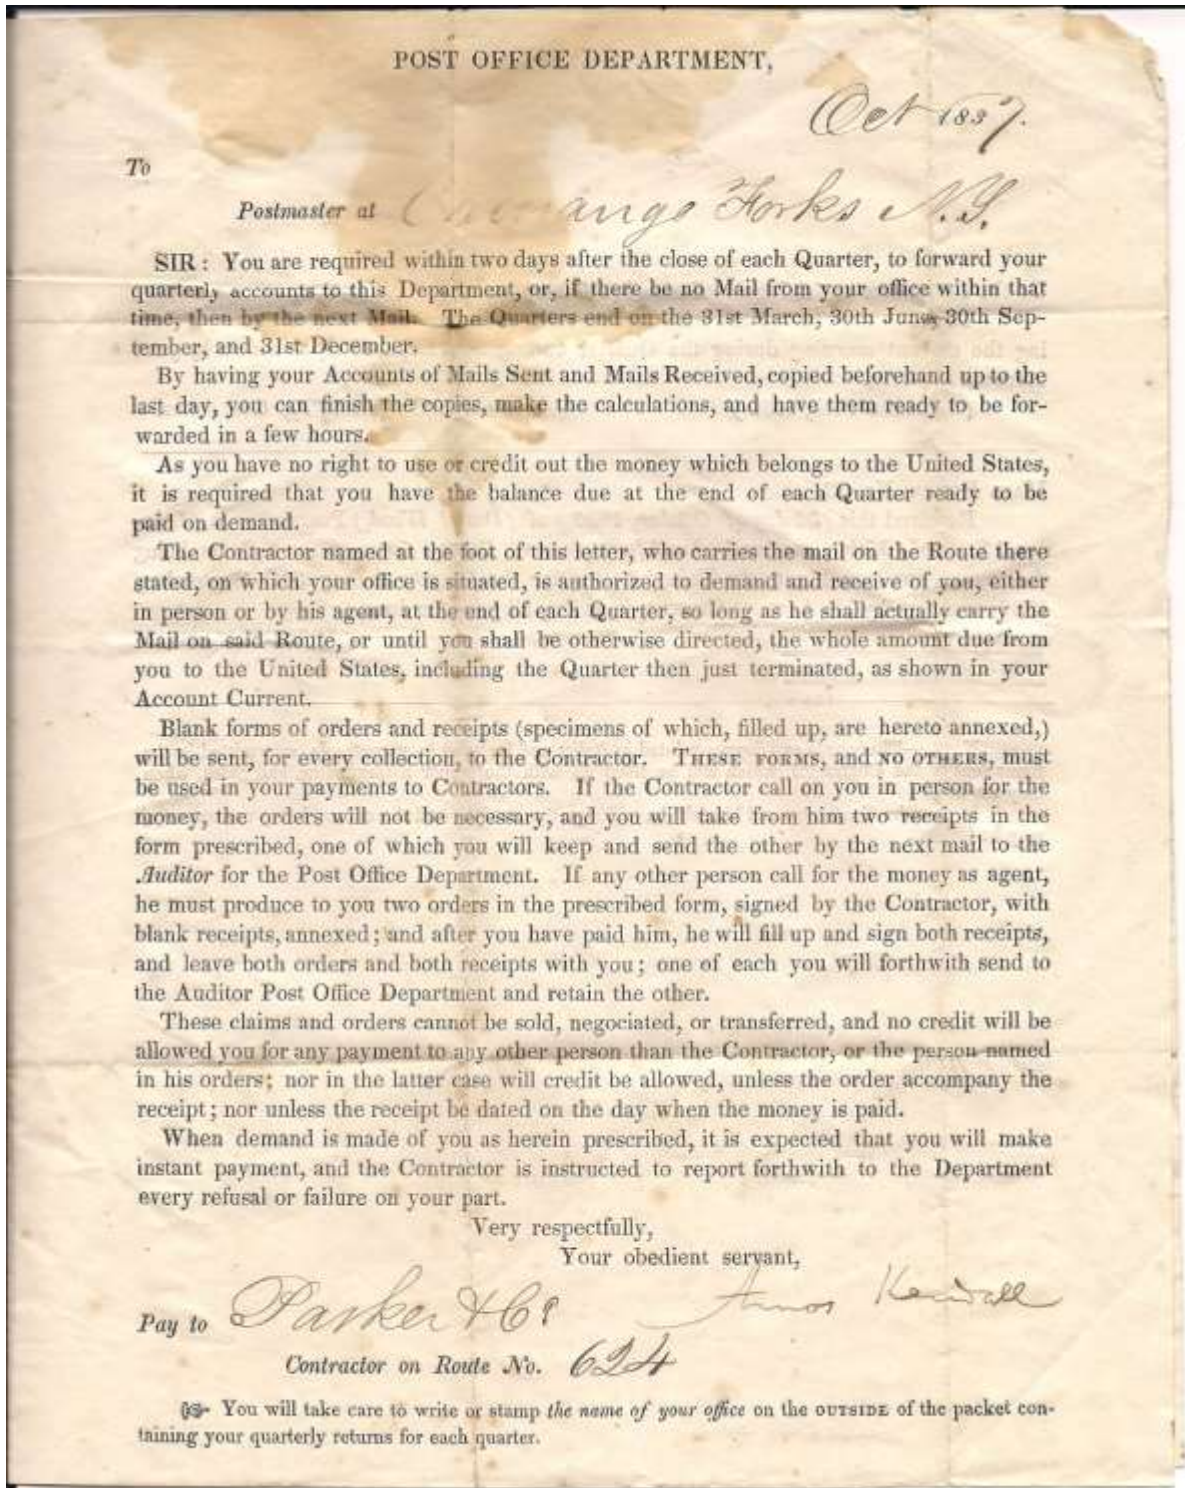 POST OFFICE DEPARTMENT,
Oct 1837.
To
Postmaster at Chenango Forks N.Y.
SIR: You are required within two days after the close of each Quarter, to forward your
quarterly accounts to this Department, or, if there be no Mail from your office within that
time, then by the next Mail. The Quarters end on the 31st March, 30th June, 30th Sep-
tember, and 31st December.
By having your Accounts of Mails Sent and Mails Received, copied beforehand up to the
last day, you can finish the copies, make the calculations, and have them ready to be for-
warded in a few hours.
As you have no right to use or credit out the money which belongs to the United States,
it is required that you have the balance due at the end of each Quarter ready to be
paid on demand.
The Contractor named at the foot of this letter, who carries the mail on the Route there
stated, on which your office is situated, is authorized to demand and receive of you, either
in person or by his agent, at the end of each Quarter, so long as he shall actually carry the
Mail on said Route, or until you shall be otherwise directed, the whole amount due from
you to the United States, including the Quarter then just terminated, as shown in your
Account Current.
Blank forms of orders and receipts (specimens of which, filled up, are hereto annexed,)
will be sent, for every collection, to the Contractor. THESE FORMS, and NO OTHERS, must
be used in your payments to Contractors. If the Contractor call on you in person for the
money, the orders will not be necessary, and you will take from him two receipts in the
form prescribed, one of which you will keep and send the other by the next mail to the
Auditor for the Post Office Department. If any other person call for the money as agent,
he must produce to you two orders in the prescribed form, signed by the Contractor, with
blank receipts, annexed; and after you have paid him, he will fill up and sign both receipts,
and leave both orders and both receipts with you; one of each you will forthwith send to
the Auditor Post Office Department and retain the other.
These claims and orders cannot be sold, negociated, or transferred, and no credit will be
allowed you for any payment to any other person than the Contractor, or the person named
in his orders; nor in the latter case will credit be allowed, unless the order accompany the
receipt; nor unless the receipt be dated on the day when the money is paid.
When demand is made of you as herein prescribed, it is expected that you will make
instant payment, and the Contractor is instructed to report forthwith to the Department
every refusal or failure on your part.
Very respectfully,
Your obedient servant,
Amos Kendall
Pay to Parker & Co
Contractor on Route No. 624
☞ You will take care to write or stamp the name of your office on the OUTSIDE of the packet con-
taining your quarterly returns for each quarter.